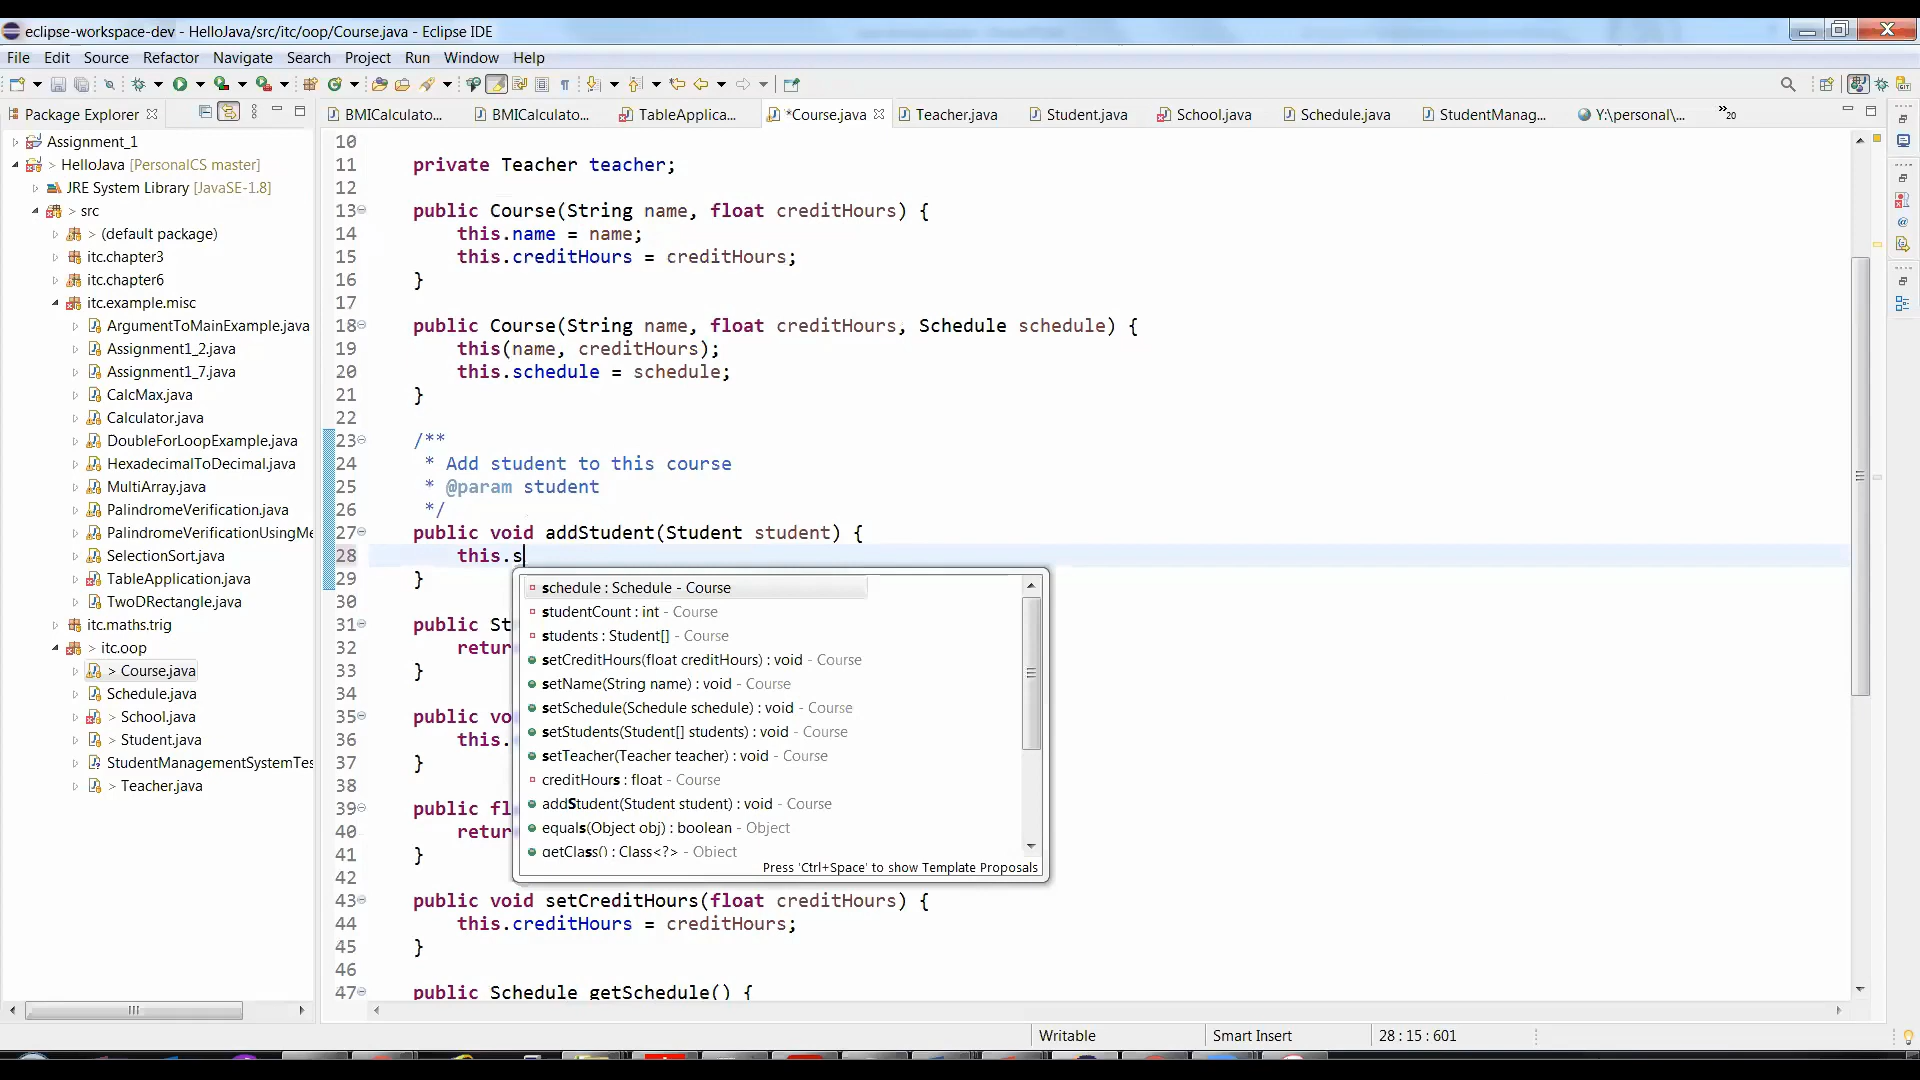 eclipse-workspace-dev - HelloJava/src/itc/oop/Course.java - Eclipse IDE
File Edit Source Refactor Navigate Search Project Run Window Help
Package Explorer
BMICalculato... BMICalculato... TableApplica... *Course.java Teacher.java Student.java School.java Schedule.java StudentManag... Y:\personal\... »20
Assignment_1
> HelloJava [PersonalCS master]
JRE System Library [JavaSE-1.8]
> src
> (default package)
itc.chapter3
itc.chapter6
itc.example.misc
ArgumentToMainExample.java
Assignment1_2.java
Assignment1_7.java
CalcMax.java
Calculator.java
DoubleForLoopExample.java
HexadecimalToDecimal.java
MultiArray.java
PalindromeVerification.java
PalindromeVerificationUsingMe
SelectionSort.java
TableApplication.java
TwoDRectangle.java
itc.maths.trig
> itc.oop
> Course.java
Schedule.java
> School.java
> Student.java
StudentManagementSystemTes
> Teacher.java
10
11 private Teacher teacher;
12
13 public Course(String name, float creditHours) {
14 this.name = name;
15 this.creditHours = creditHours;
16 }
17
18 public Course(String name, float creditHours, Schedule schedule) {
19 this(name, creditHours);
20 this.schedule = schedule;
21 }
22
23 /**
24 * Add student to this course
25 * @param student
26 */
27 public void addStudent(Student student) {
28 this.s
29 }
30
31 public St
32 retur
33 }
34
35 public vo
36 this.
37 }
38
39 public fl
40 retur
41 }
42
43 public void setCreditHours(float creditHours) {
44 this.creditHours = creditHours;
45 }
46
47 public Schedule getSchedule() {
schedule : Schedule - Course
studentCount : int - Course
students : Student[] - Course
setCreditHours(float creditHours) : void - Course
setName(String name) : void - Course
setSchedule(Schedule schedule) : void - Course
setStudents(Student[] students) : void - Course
setTeacher(Teacher teacher) : void - Course
creditHours : float - Course
addStudent(Student student) : void - Course
equals(Object obj) : boolean - Object
getClass() : Class<?> - Object
Press 'Ctrl+Space' to show Template Proposals
Writable Smart Insert 28 : 15 : 601